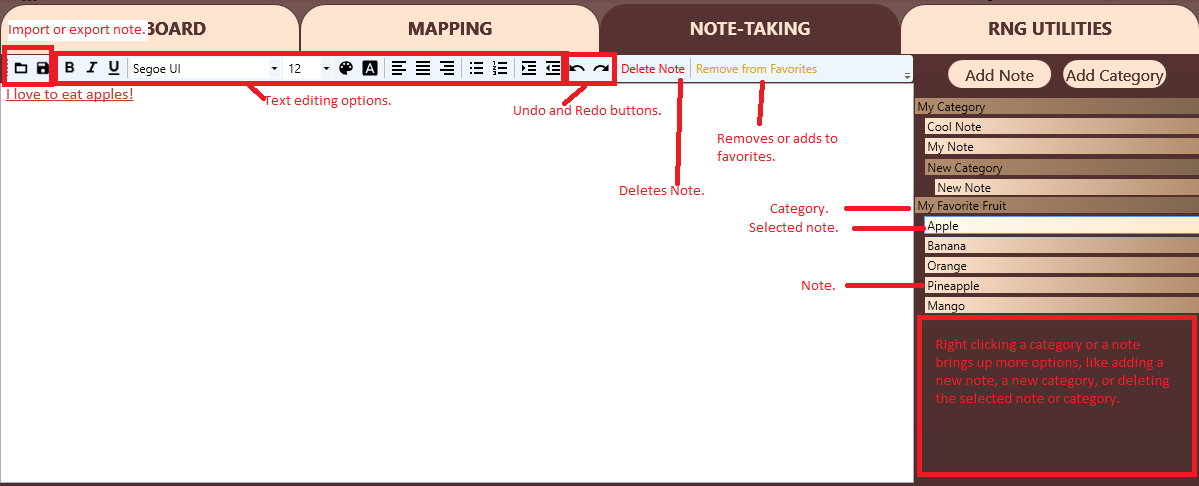 Import or export note.
BOARD
MAPPING
NOTE-TAKING
RNG UTILITIES
B I U Segoe UI 12 A Delete Note Remove from Favorites
Add Note Add Category
I love to eat apples!
Text editing options.
Undo and Redo buttons.
Removes or adds to
favorites.
Deletes Note.
Category.
Selected note.
Note.
My Category
Cool Note
My Note
New Category
New Note
My Favorite Fruit
Apple
Banana
Orange
Pineapple
Mango
Right clicking a category or a note
brings up more options, like adding a
new note, a new category, or deleting
the selected note or category.